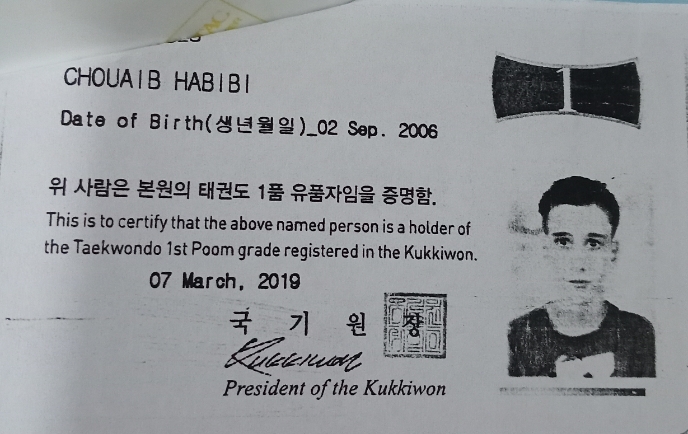 CHOUAIB HABIBI
1
Date of Birth(생년월일)_02 Sep. 2006
위 사람은 본원의 태권도 1품 유품자임을 증명함.
This is to certify that the above named person is a holder of
the Taekwondo 1st Poom grade registered in the Kukkiwon.
07 March, 2019
국 기 원 장
Kukkiwon
President of the Kukkiwon